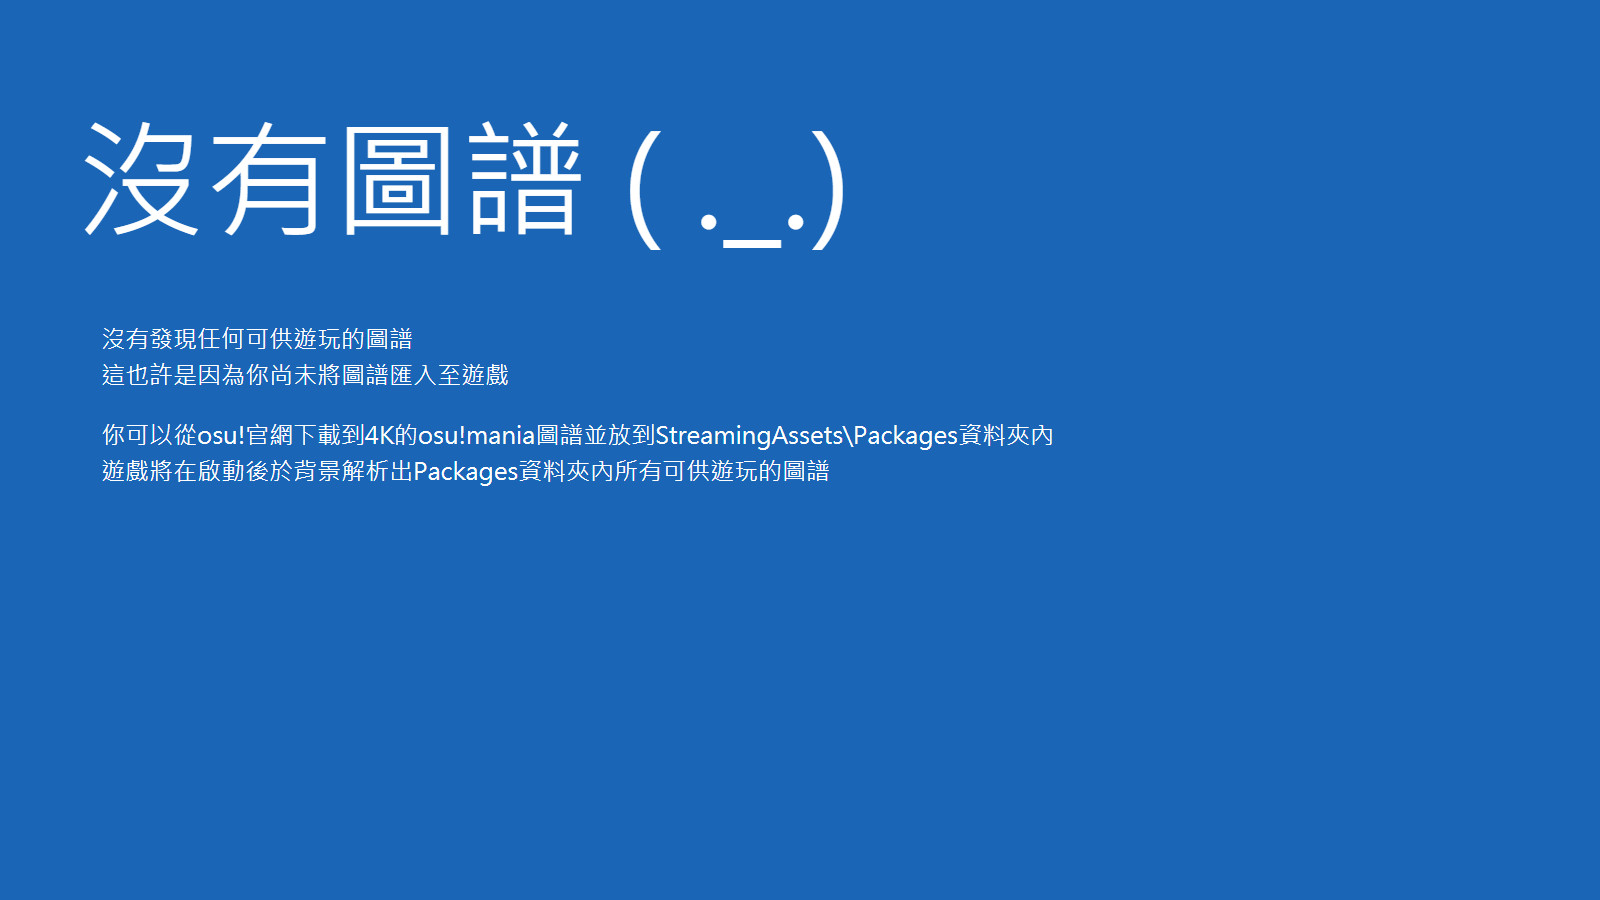 沒有圖譜 ( ._.)
沒有發現任何可供遊玩的圖譜
這也許是因為你尚未將圖譜匯入至遊戲
你可以從osu!官網下載到4K的osu!mania圖譜並放到StreamingAssets\Packages資料夾內
遊戲將在啟動後於背景解析出Packages資料夾內所有可供遊玩的圖譜